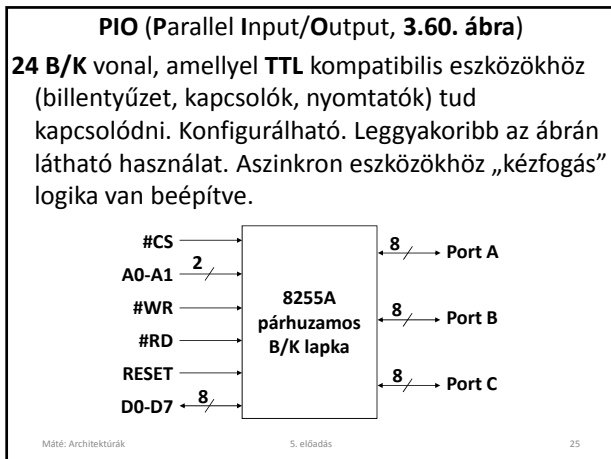 PIO (Parallel Input/Output, 3.60. ábra)
24 B/K vonal, amellyel TTL kompatibilis eszközökhöz
(billentyűzet, kapcsolók, nyomtatók) tud
kapcsolódni. Konfigurálható. Leggyakoribb az ábrán
látható használat. Aszinkron eszközökhöz „kézfogás”
logika van beépítve.
#CS
A0-A1 2
#WR
#RD
RESET
D0-D7 8
8255A
párhuzamos
B/K lapka
8 Port A
8 Port B
8 Port C
Máté: Architektúrák 5. előadás 25